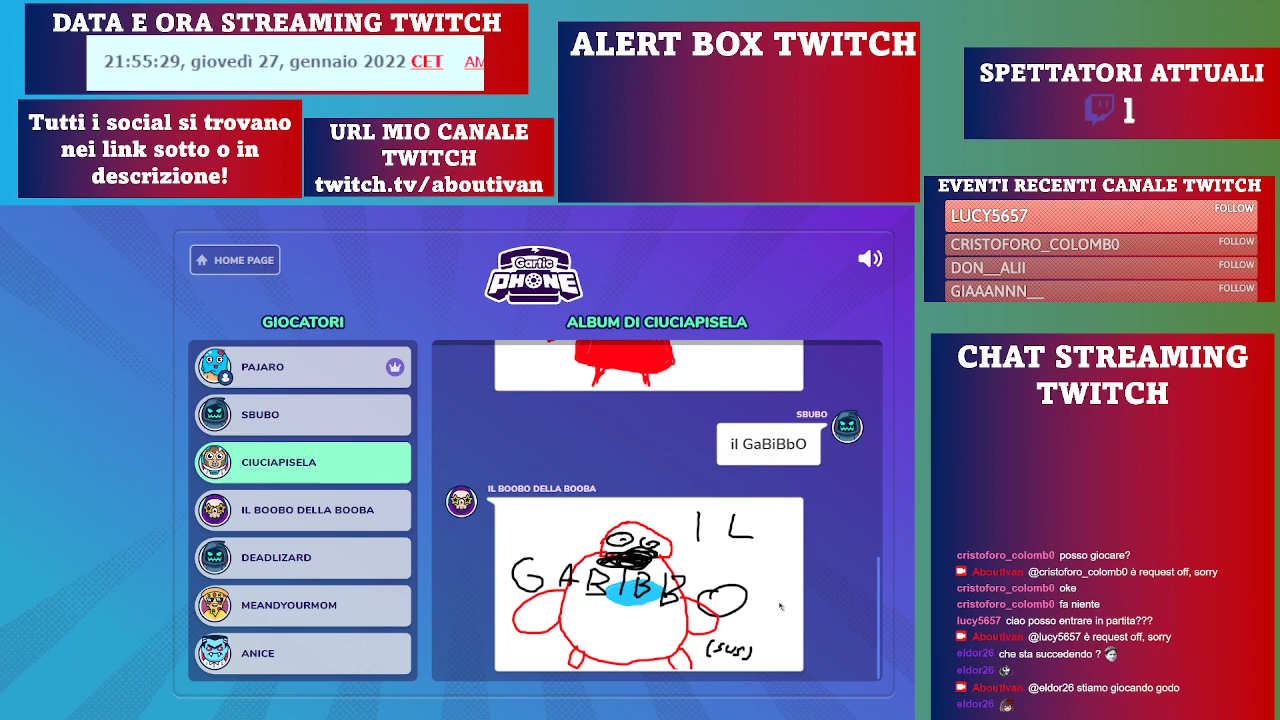 DATA E ORA STREAMING TWITCH
21:55:29, giovedì 27, gennaio 2022 CET AM
Tutti i social si trovano
nei link sotto o in
descrizione!
URL MIO CANALE
TWITCH
twitch.tv/aboutivan
ALERT BOX TWITCH
SPETTATORI ATTUALI
1
EVENTI RECENTI CANALE TWITCH
LUCY5657 FOLLOW
CRISTOFORO_COLOMB0 FOLLOW
DON__ALII FOLLOW
GIAAANNN__ FOLLOW
HOME PAGE
Gartic
PHONE
GIOCATORI
PAJARO
SBUBO
CIUCIAPISELA
IL BOOBO DELLA BOOBA
DEADLIZARD
MEANDYOURMOM
ANICE
ALBUM DI CIUCIAPISELA
SBUBO
il GaBiBbO
IL BOOBO DELLA BOOBA
IL
GABIBBO
(SUS)
CHAT STREAMING
TWITCH
cristoforo_colomb0 posso giocare?
AboutIvan @cristoforo_colomb0 è request off, sorry
cristoforo_colomb0 oke
cristoforo_colomb0 fa niente
lucy5657 ciao posso entrare in partita???
AboutIvan @lucy5657 è request off, sorry
eldor26 che sta succedendo ?
eldor26
AboutIvan @eldor26 stiamo giocando godo
eldor26